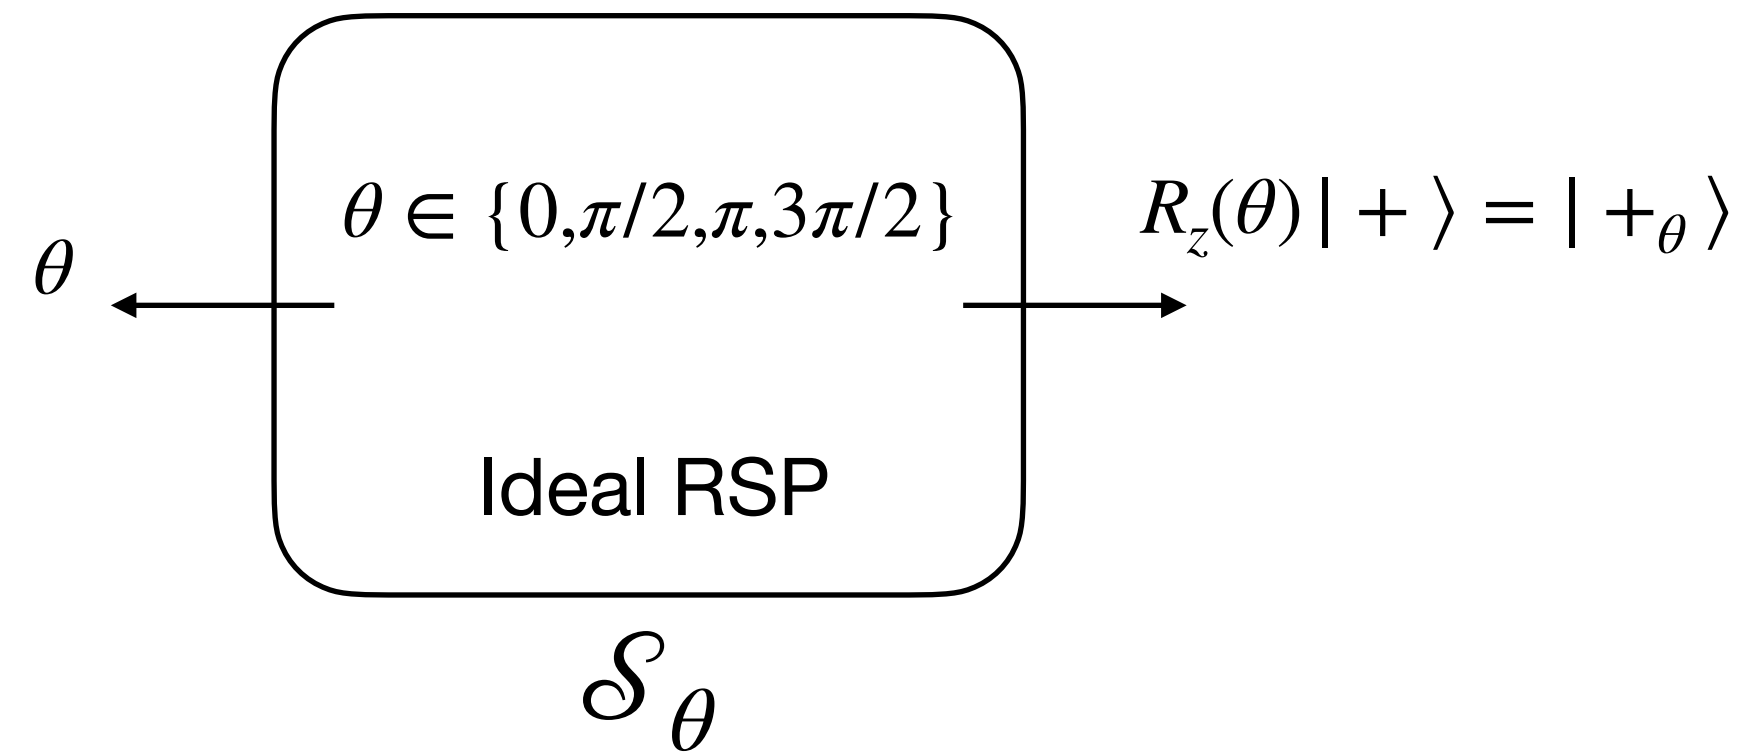 θ
θ ∈ {0,π/2,π,3π/2}
R_z(θ)| + ⟩ = | +_θ ⟩
Ideal RSP
𝒮_θ